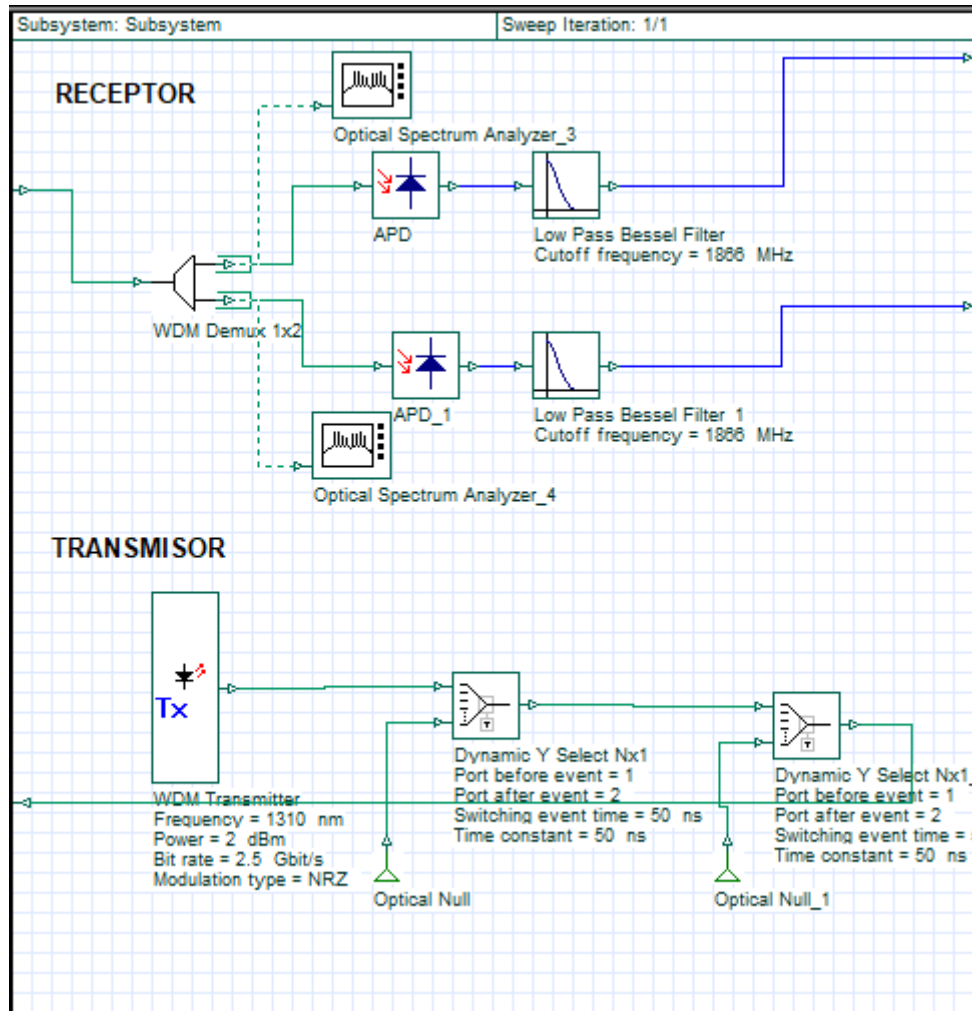 Subsystem: Subsystem
Sweep Iteration: 1/1
RECEPTOR
Optical Spectrum Analyzer_3
APD
Low Pass Bessel Filter
Cutoff frequency = 1866 MHz
WDM Demux 1x2
APD_1
Low Pass Bessel Filter_1
Cutoff frequency = 1866 MHz
Optical Spectrum Analyzer_4
TRANSMISOR
Tx
T
T
WDM Transmitter
Frequency = 1310 nm
Power = 2 dBm
Bit rate = 2.5 Gbit/s
Modulation type = NRZ
Dynamic Y Select Nx1
Port before event = 1
Port after event = 2
Switching event time = 50 ns
Time constant = 50 ns
Dynamic Y Select Nx1_
Port before event = 1
Port after event = 2
Switching event time =
Time constant = 50 ns
Optical Null
Optical Null_1